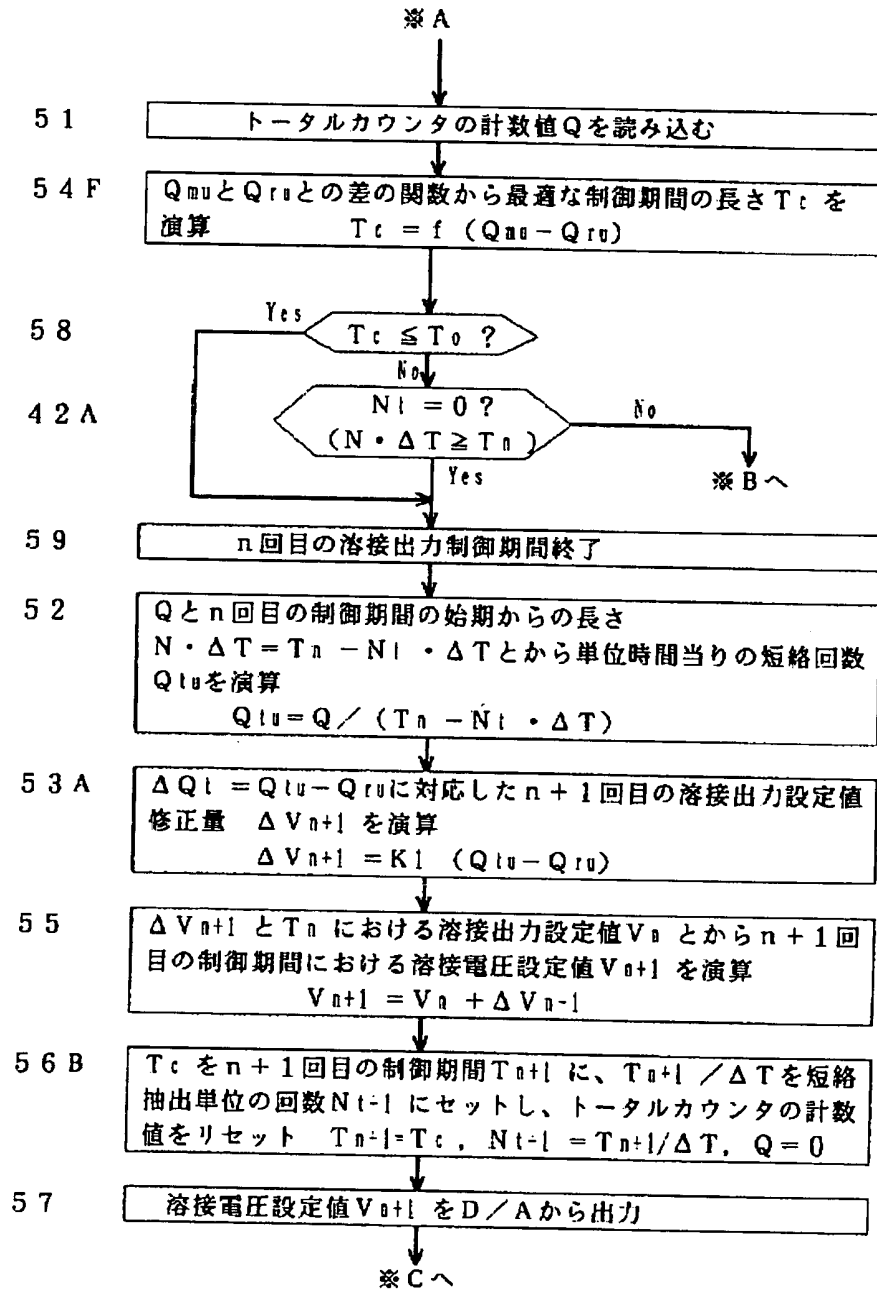 ※A
51 トータルカウンタの計数値Qを読み込む
54F QmuとQruとの差の関数から最適な制御期間の長さTcを
演算 Tc=f(Qmu-Qru)
58 Yes Tc≦To?
No
42A Nt=0? No
(N・ΔT≧Tn)
Yes ※Bへ
59 n回目の溶接出力制御期間終了
52 Qとn回目の制御期間の始期からの長さ
N・ΔT=Tn-Nt・ΔTとから単位時間当りの短絡回数
Qtuを演算
Qtu=Q/(Tn-Nt・ΔT)
53A ΔQt=Qtu-Qruに対応したn+1回目の溶接出力設定値
修正量 ΔVn+1を演算
ΔVn+1=K1(Qtu-Qru)
55 ΔVn+1とTnにおける溶接出力設定値Vnとからn+1回
目の制御期間における溶接電圧設定値Vn+1を演算
Vn+1=Vn+ΔVn-1
56B Tcをn+1回目の制御期間Tn+1に、Tn+1/ΔTを短絡
抽出単位の回数Nt-1にセットし、トータルカウンタの計数
値をリセット Tn-1=Tc, Nt-1=Tn+1/ΔT, Q=0
57 溶接電圧設定値Vn+1をD/Aから出力
※Cへ